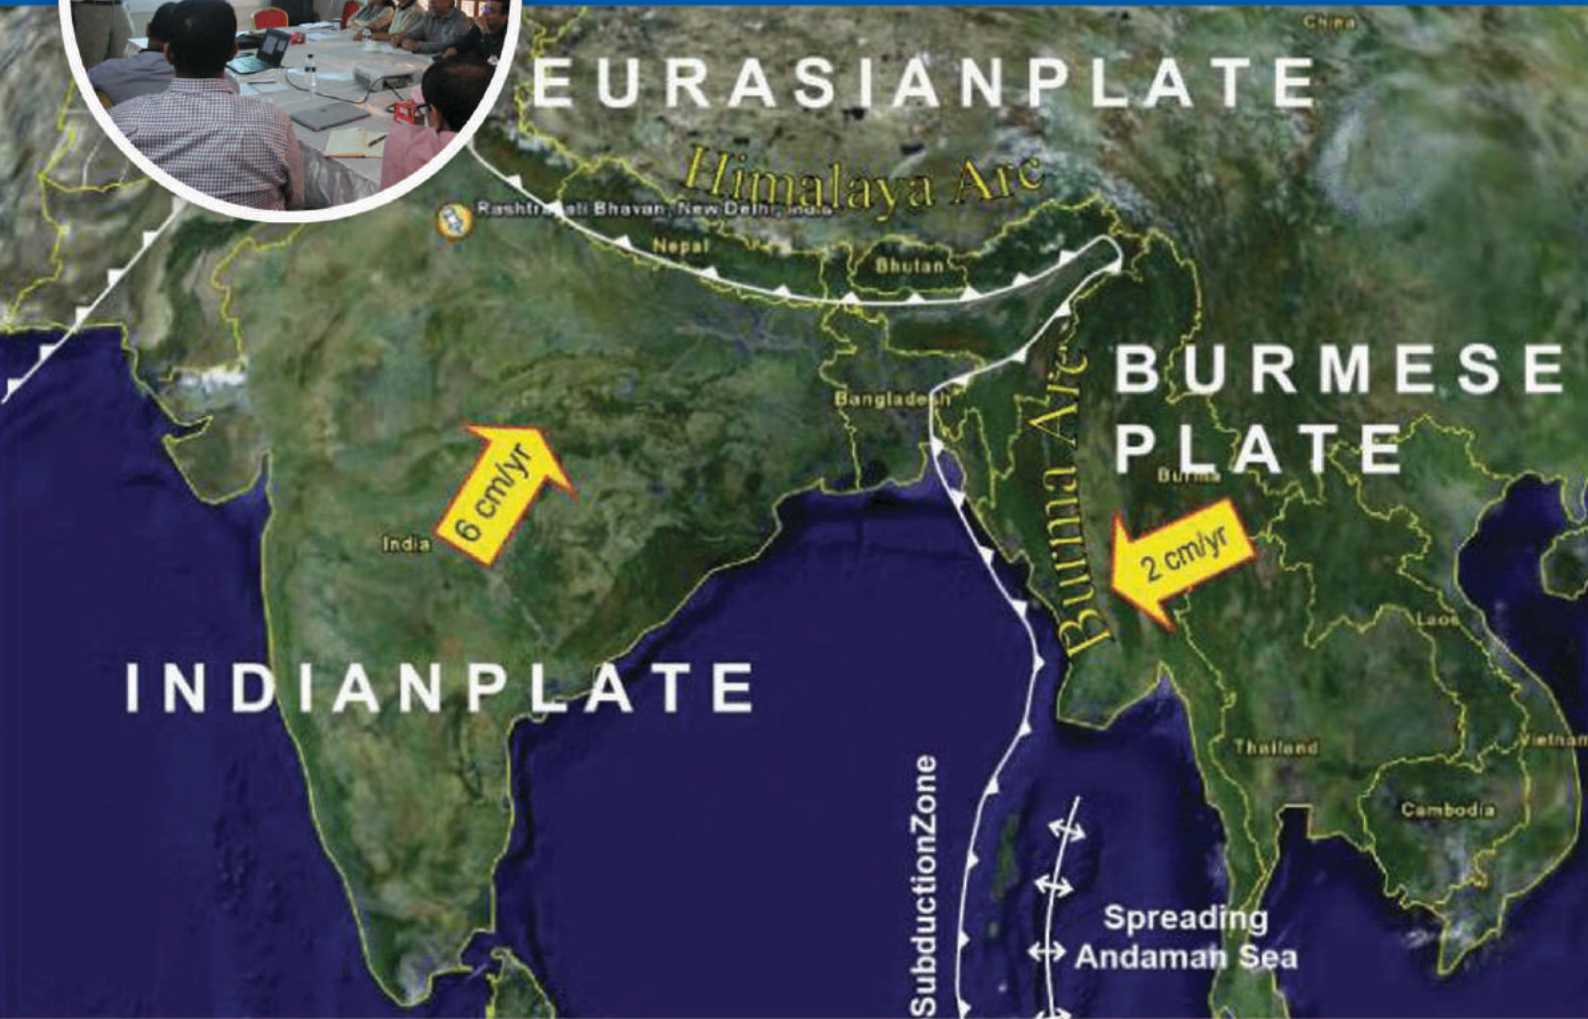 China
EURASIANPLATE
Himalaya Arc
Rashtrapati Bhavan, New Delhi, India
Nepal
Bhutan
BURMESE
PLATE
Bangladesh
Burma Arc
Burma
6 cm/yr
2 cm/yr
India
Laos
INDIANPLATE
Thailand
Vietnam
Cambodia
SubductionZone
Spreading
Andaman Sea